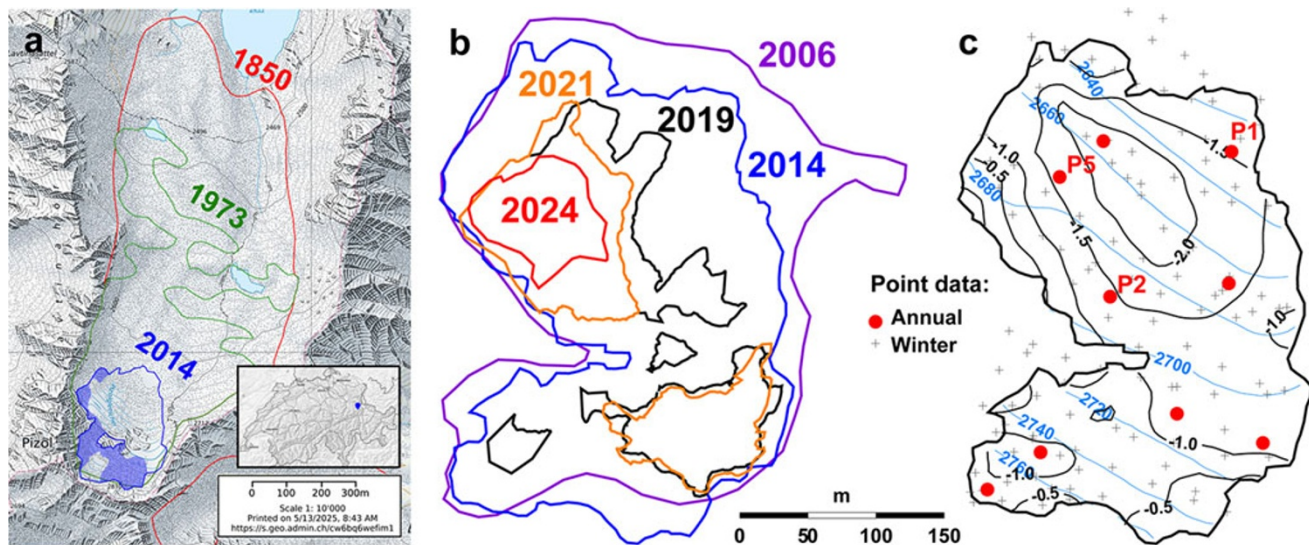 a
1850
1973
2014
Pizol
2496
2469
0 100 200 300m
Scale 1: 10'000
Printed on 5/13/2025, 8:43 AM
https://s.geo.admin.ch/cw6bq6wefim1
b
2006
2021
2019
2014
2024
m
0 50 100 150
c
2640
2660
P1
-1.5
-1.0
-0.5
P5
2680
-1.5
-2.0
P2
-1.0
Point data:
Annual
Winter
2700
2720
2740
-1.0
2760
-1.0
-0.5
-0.5